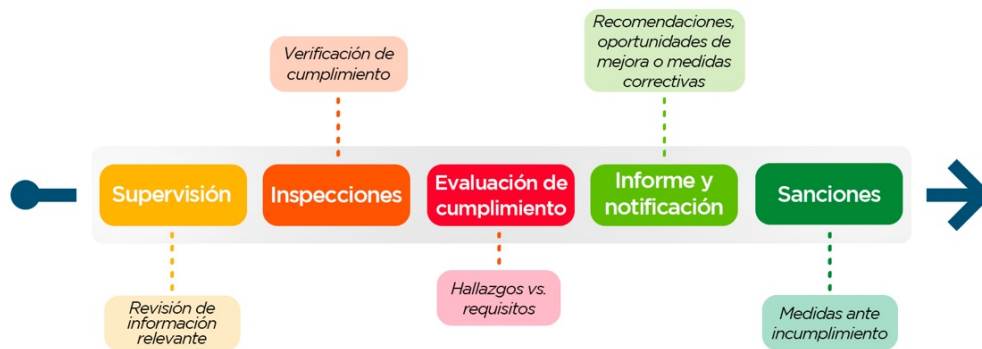 Verificación de
cumplimiento
Recomendaciones,
oportunidades de
mejora o medidas
correctivas
Supervisión
Inspecciones
Evaluación de
cumplimiento
Informe y
notificación
Sanciones
Revisión de
información
relevante
Hallazgos vs.
requisitos
Medidas ante
incumplimiento